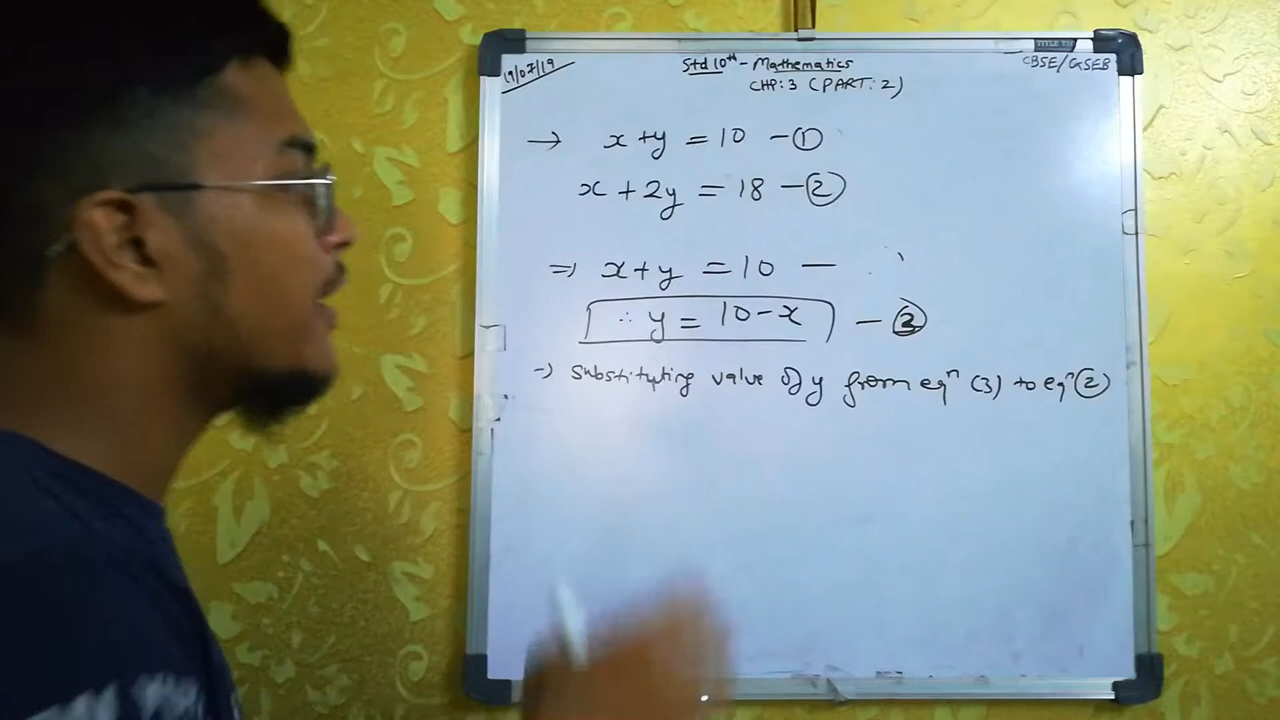 19/07/19
Std 10th - Mathematics
CHP: 3 (PART: 2)
CBSE/GSEB
→ x + y = 10 - ①
x + 2y = 18 - ②
⇒ x + y = 10 -
∴ y = 10 - x - ③
→ Substituting value of y from eqⁿ (3) to eqⁿ ②